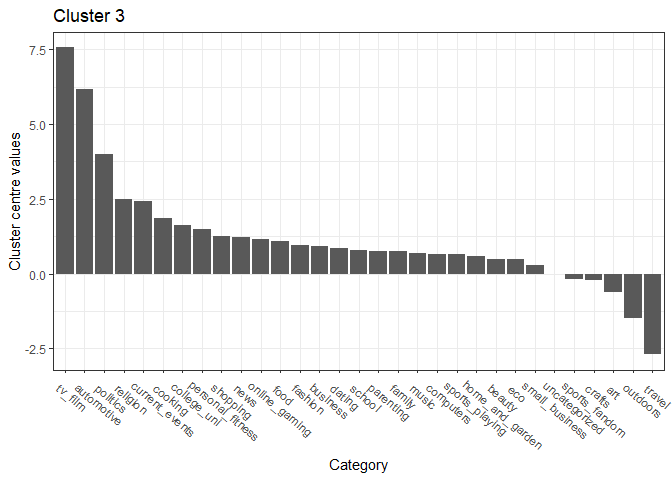 Cluster 3
Cluster centre values
7.5
5.0
2.5
0.0
-2.5
tv_film
automotive
politics
religion
current_events
cooking
college_uni
personal_fitness
shopping
news
online_gaming
food
fashion
business
dating
school
parenting
family
music
computers
sports_playing
home_and_garden
beauty
eco
small_business
uncategorized
sports_fandom
crafts
art
outdoors
travel
Category